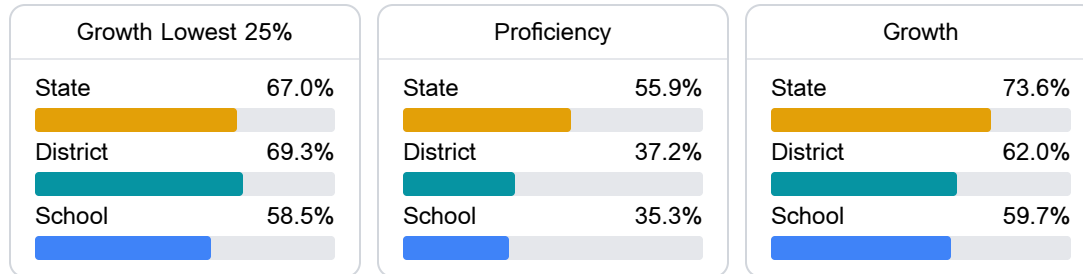 Growth Lowest 25%
State 67.0%
District 69.3%
School 58.5%
Proficiency
State 55.9%
District 37.2%
School 35.3%
Growth
State 73.6%
District 62.0%
School 59.7%